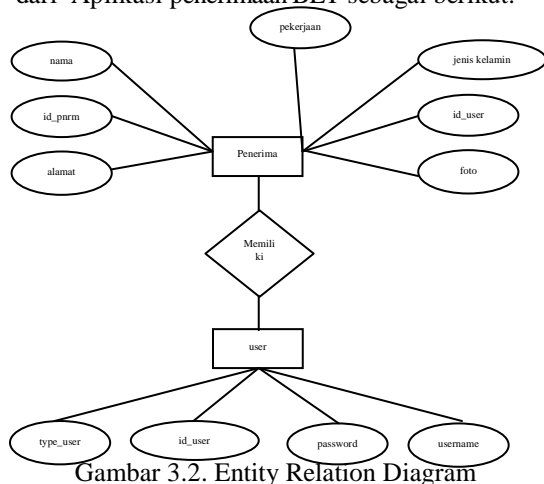 dari Aplikasi penerimaan BLT sebagai berikut:
pekerjaan
nama
jenis kelamin
id_pnrm
id_user
Penerima
alamat
foto
Memili
ki
user
type_user
id_user
password
username
Gambar 3.2. Entity Relation Diagram